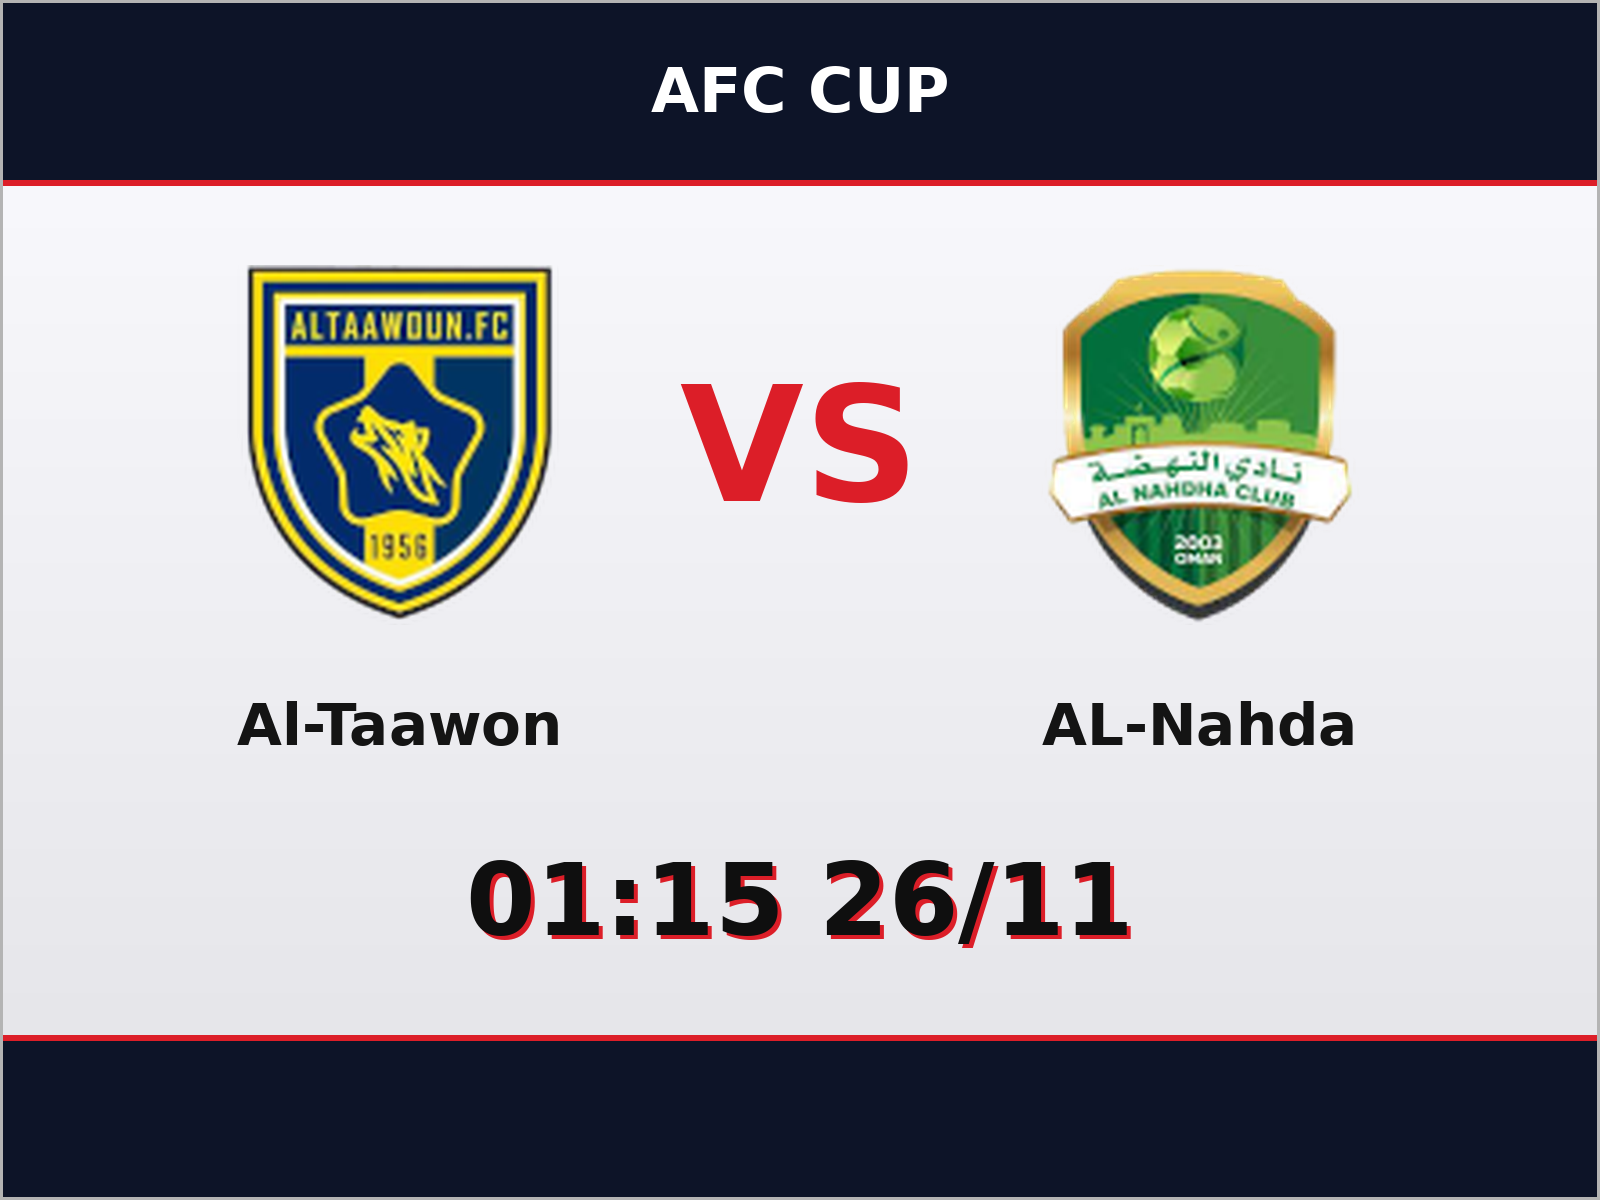 AFC CUP
ALTAAWOUN.FC
1956
VS
نادي النهضة
AL NAHDHA CLUB
2003
OMAN
Al-Taawon
AL-Nahda
01:15 26/11